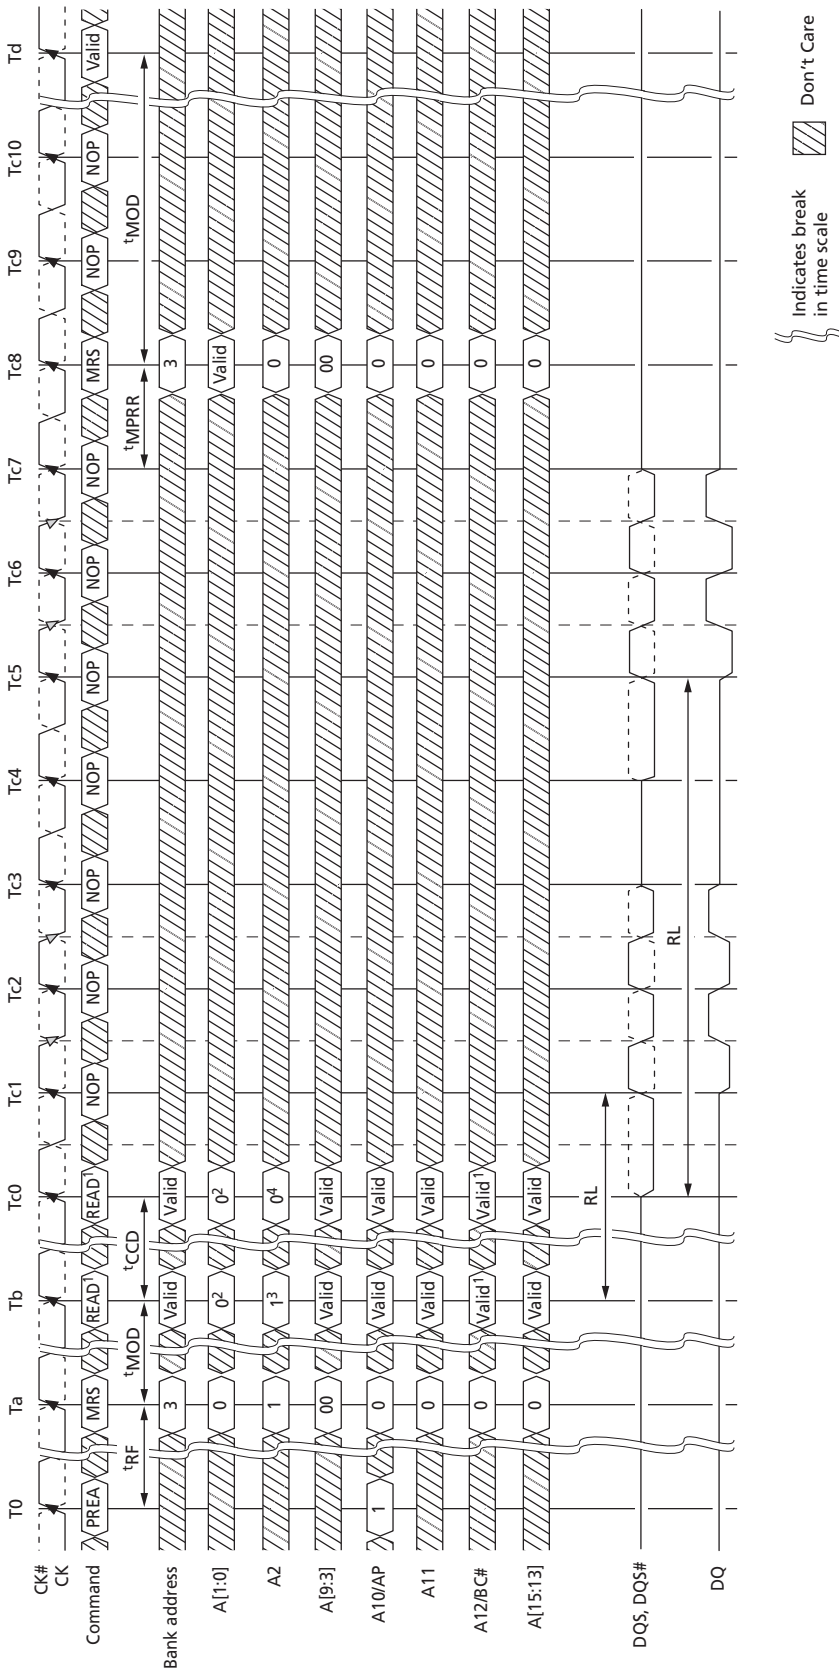 T0 Ta Tb Tc0 Tc1 Tc2 Tc3 Tc4 Tc5 Tc6 Tc7 Tc8 Tc9 Tc10 Td
CK#
CK
Command PREA MRS READ¹ READ¹ NOP NOP NOP NOP NOP NOP NOP MRS NOP NOP Valid
ᵗRF ᵗMOD ᵗCCD ᵗMPRR ᵗMOD
Bank address 3 Valid Valid 3
A[1:0] 0 0² 0² Valid
A2 1 1³ 0⁴ 0
A[9:3] 00 Valid Valid 00
A10/AP 1 0 Valid Valid 0
A11 0 Valid Valid 0
A12/BC# 0 Valid¹ Valid¹ 0
A[15:13] 0 Valid Valid 0
RL
DQS, DQS#
RL
DQ
Indicates break
in time scale
Don't Care